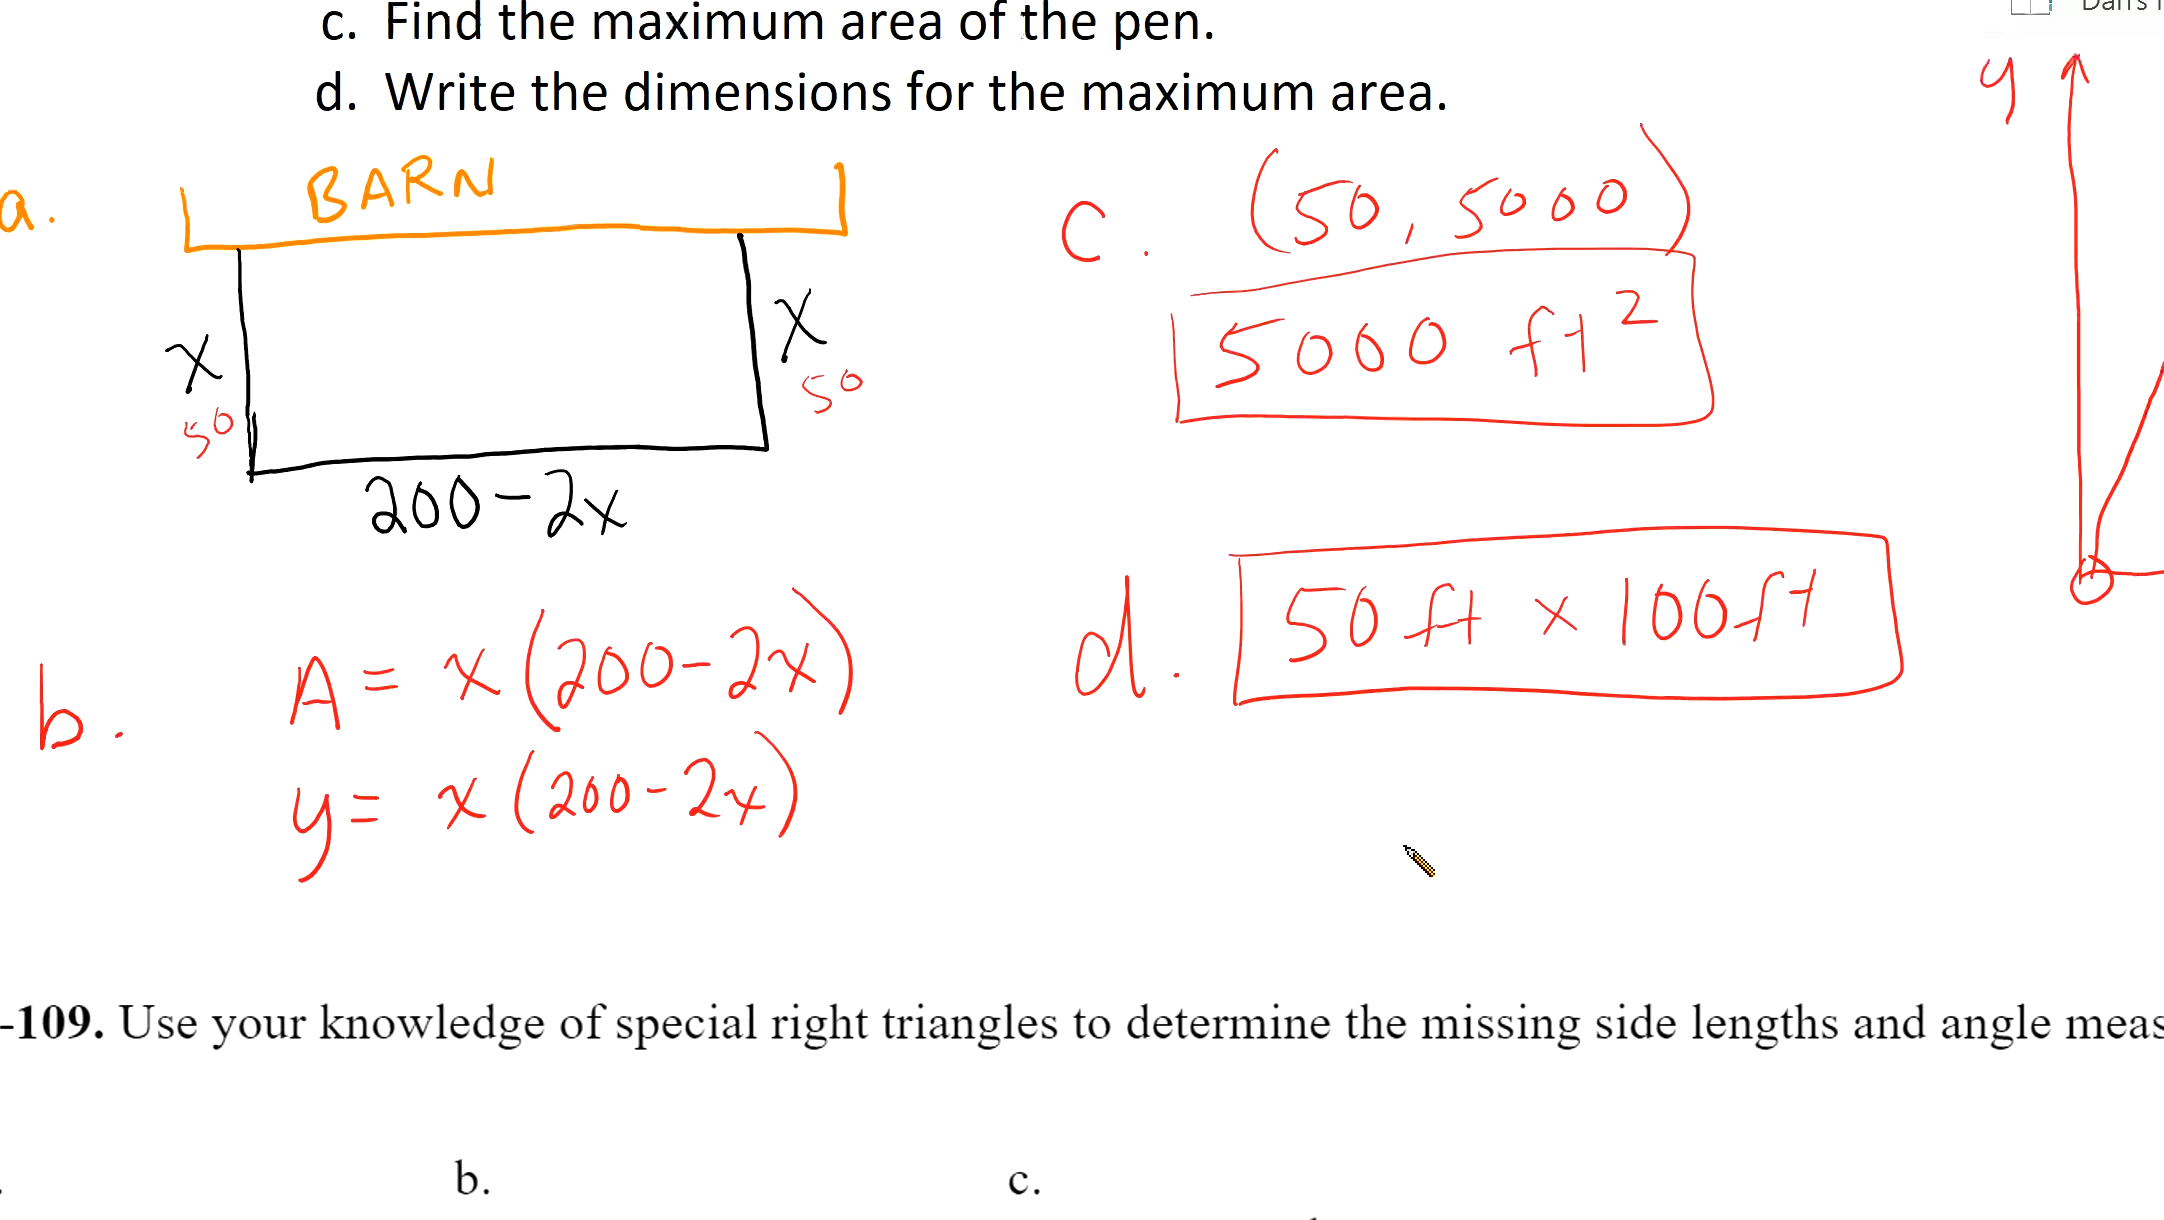 c. Find the maximum area of the pen.
d. Write the dimensions for the maximum area.
a.
BARN
x
50
x
50
200-2x
b.
A = x(200-2x)
y = x(200-2x)
c. (50, 5000)
5000 ft²
d. 50 ft x 100ft
y
-109. Use your knowledge of special right triangles to determine the missing side lengths and angle meas
b.
c.